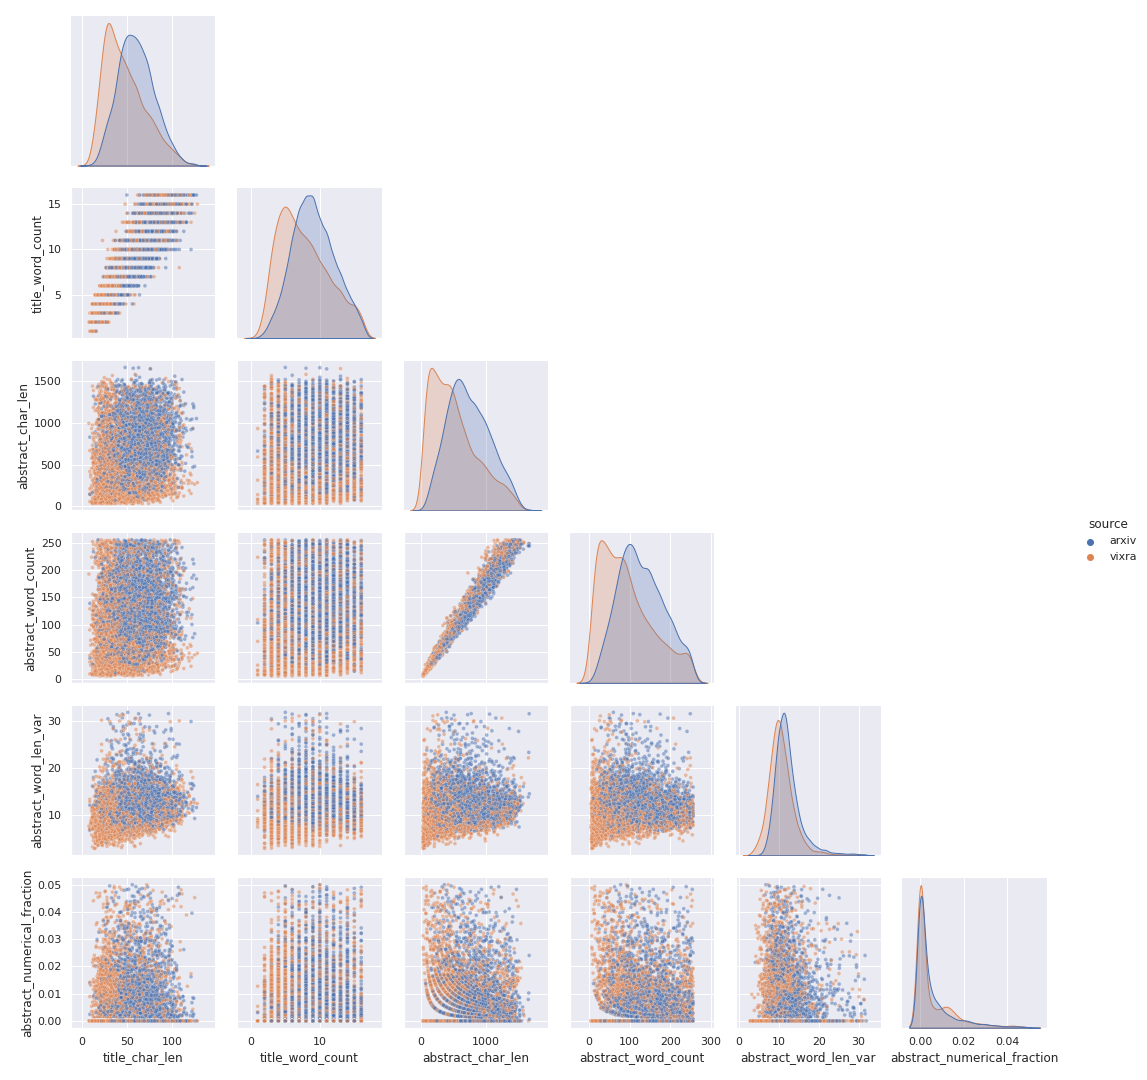 15
10
5
title_word_count
1500
1000
500
0
abstract_char_len
250
200
150
100
50
0
abstract_word_count
source
arxiv
vixra
30
20
10
abstract_word_len_var
0.05
0.04
0.03
0.02
0.01
0.00
abstract_numerical_fraction
0 50 100
title_char_len
0 10
title_word_count
0 1000
abstract_char_len
0 100 200 300
abstract_word_count
0 10 20 30
abstract_word_len_var
0.00 0.02 0.04
abstract_numerical_fraction